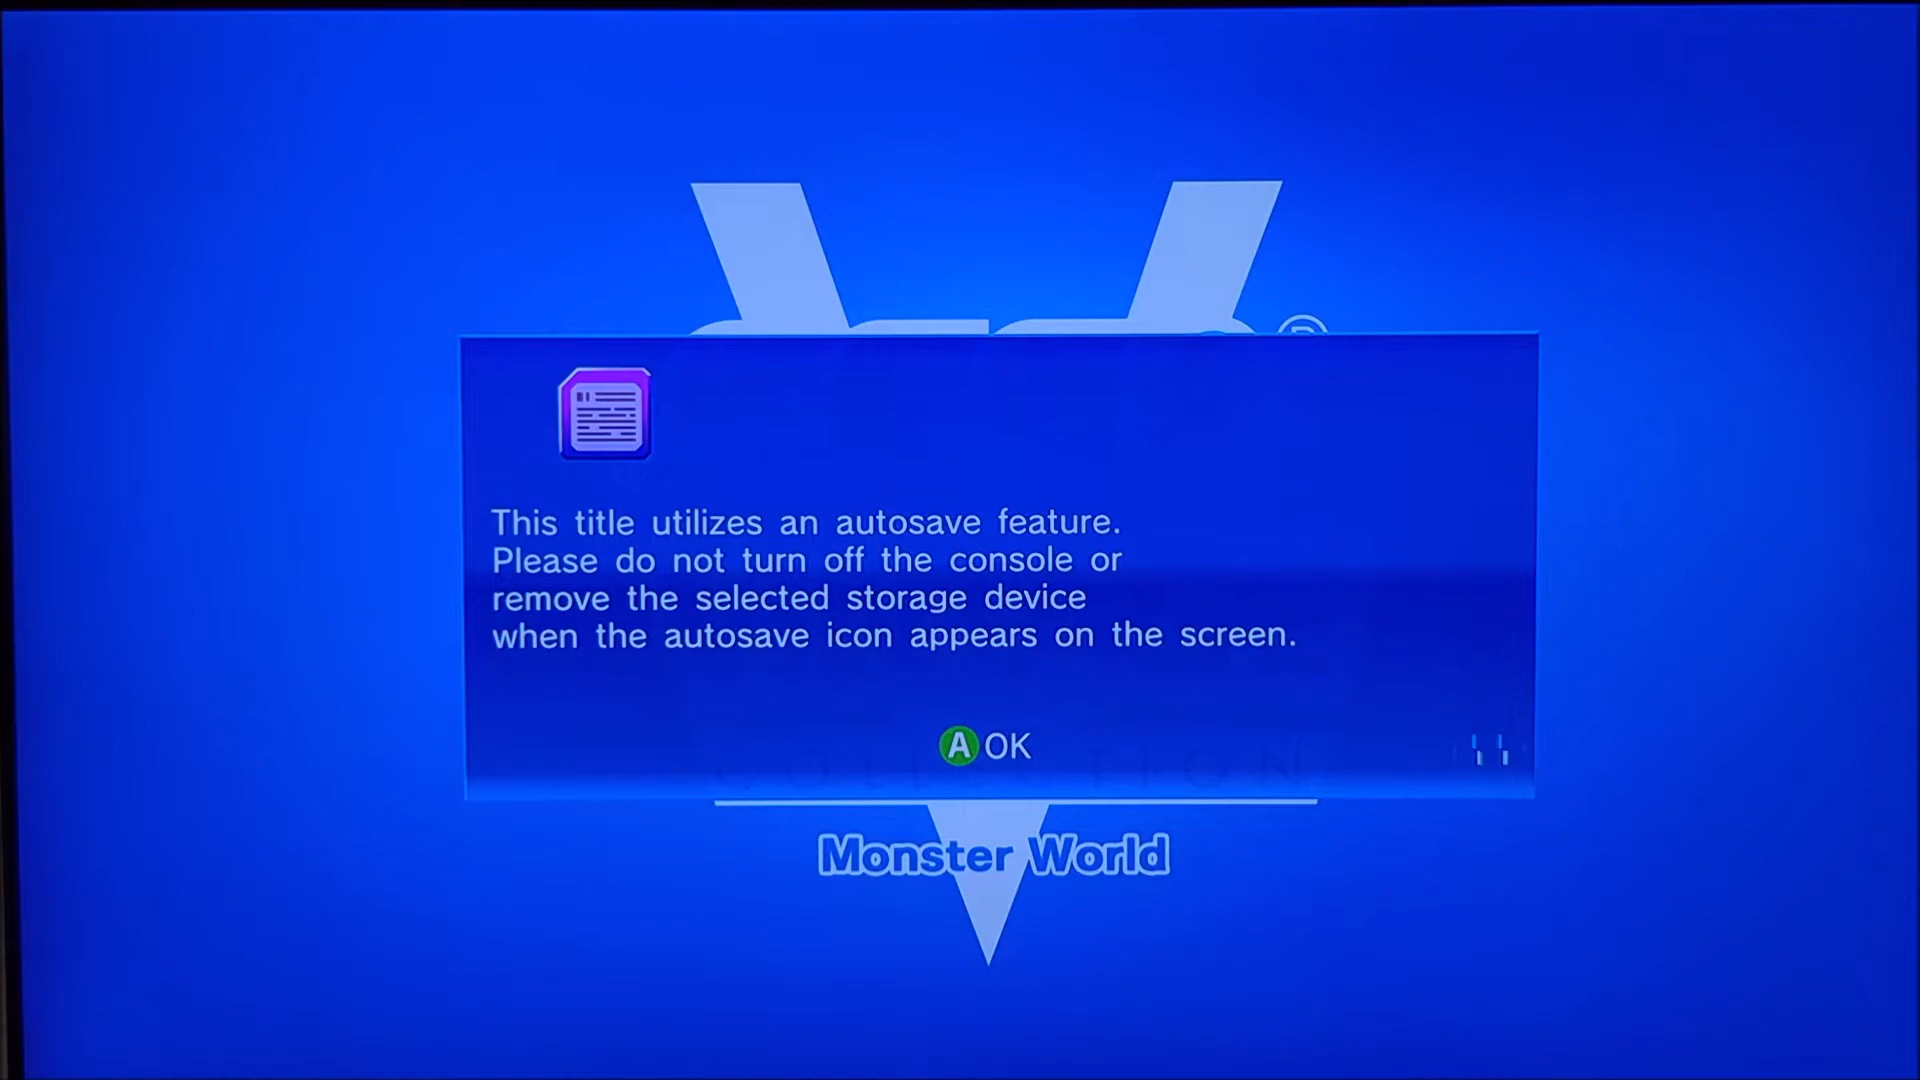 ®
This title utilizes an autosave feature.
Please do not turn off the console or
remove the selected storage device
when the autosave icon appears on the screen.
A OK
COLLECTION
Monster World